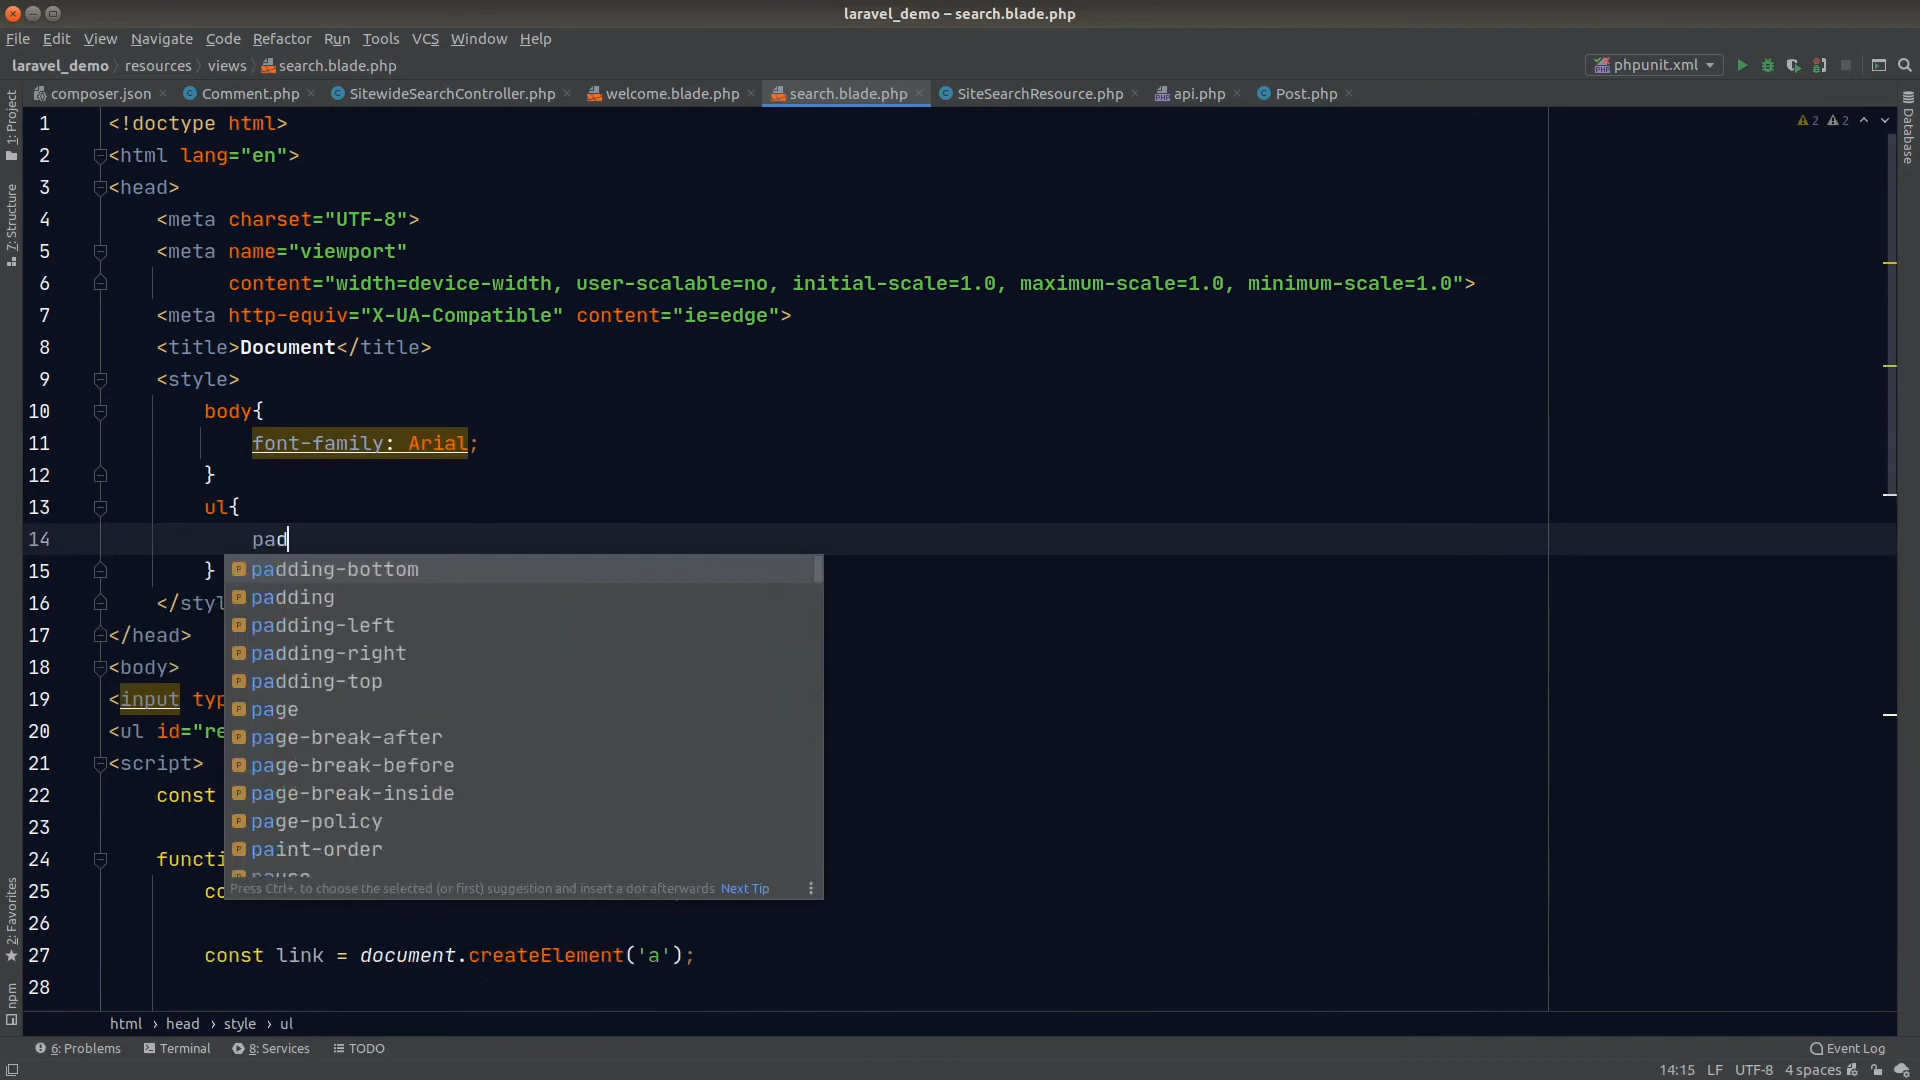 laravel_demo – search.blade.php
File Edit View Navigate Code Refactor Run Tools VCS Window Help
laravel_demo resources views search.blade.php phpunit.xml
composer.json Comment.php SitewideSearchController.php welcome.blade.php search.blade.php SiteSearchResource.php api.php Post.php
1: Project
7: Structure
2: Favorites
npm
Database
2 2
1 <!doctype html>
2 <html lang="en">
3 <head>
4 <meta charset="UTF-8">
5 <meta name="viewport"
6 content="width=device-width, user-scalable=no, initial-scale=1.0, maximum-scale=1.0, minimum-scale=1.0">
7 <meta http-equiv="X-UA-Compatible" content="ie=edge">
8 <title>Document</title>
9 <style>
10 body{
11 font-family: Arial;
12 }
13 ul{
14 pad
15 }
16 </styl
17 </head>
18 <body>
19 <input typ
20 <ul id="re
21 <script>
22 const
23
24 functi
25 co
26
27 const link = document.createElement('a');
28
padding-bottom
padding
padding-left
padding-right
padding-top
page
page-break-after
page-break-before
page-break-inside
page-policy
paint-order
Press Ctrl+. to choose the selected (or first) suggestion and insert a dot afterwards Next Tip
html › head › style › ul
6: Problems Terminal 8: Services TODO Event Log
14:15 LF UTF-8 4 spaces